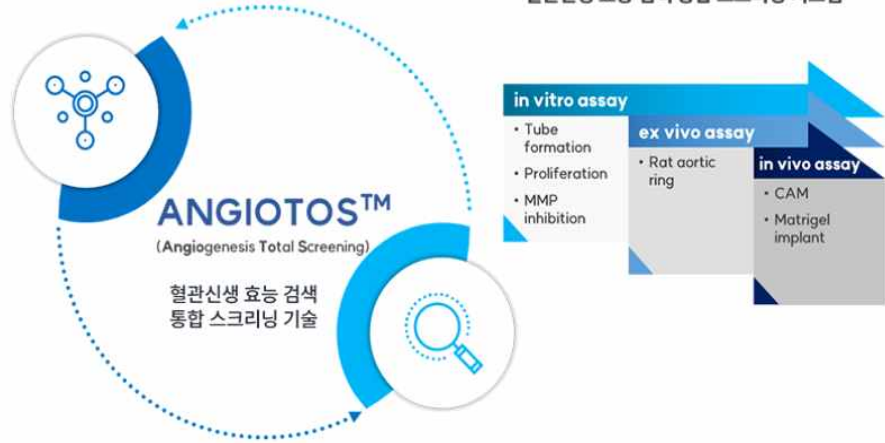 ANGIOTOS™
(Angiogenesis Total Screening)
혈관신생 효능 검색
통합 스크리닝 기술
in vitro assay
• Tube
formation
• Proliferation
• MMP
inhibition
ex vivo assay
• Rat aortic
ring
in vivo assay
• CAM
• Matrigel
implant